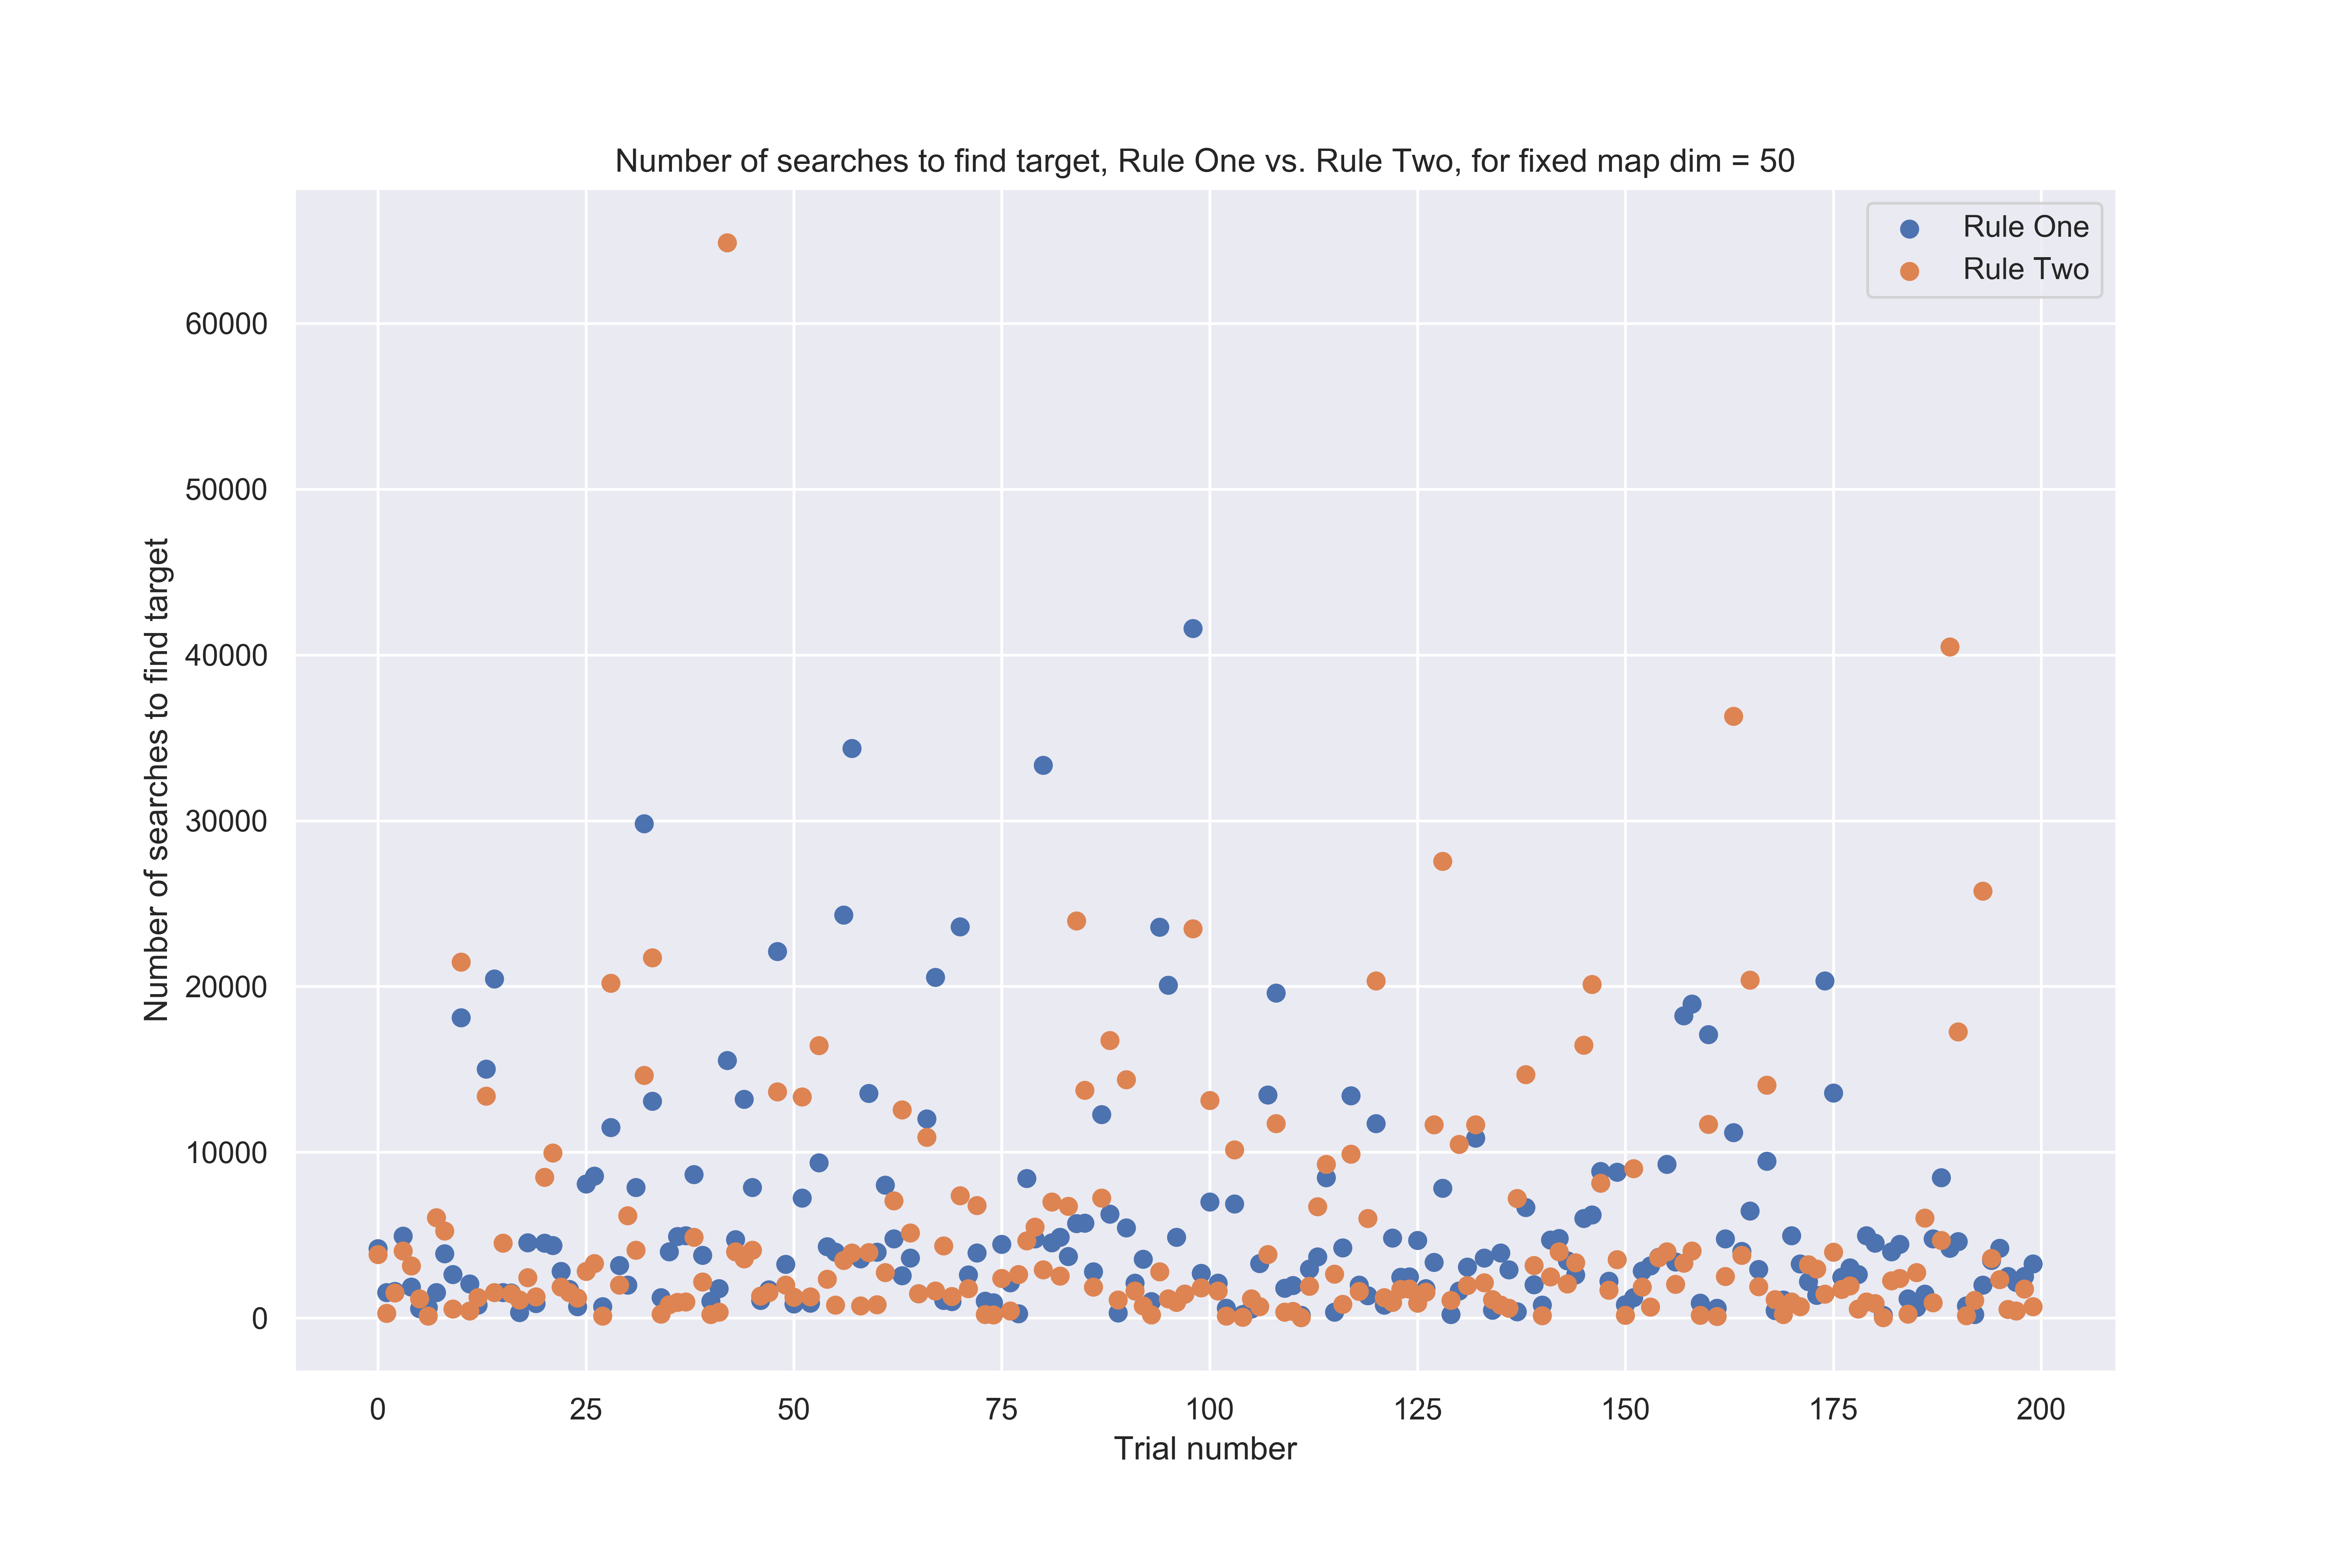 Number of searches to find target, Rule One vs. Rule Two, for fixed map dim = 50
Rule One
Rule Two
60000
50000
40000
30000
20000
10000
0
Number of searches to find target
0 25 50 75 100 125 150 175 200
Trial number